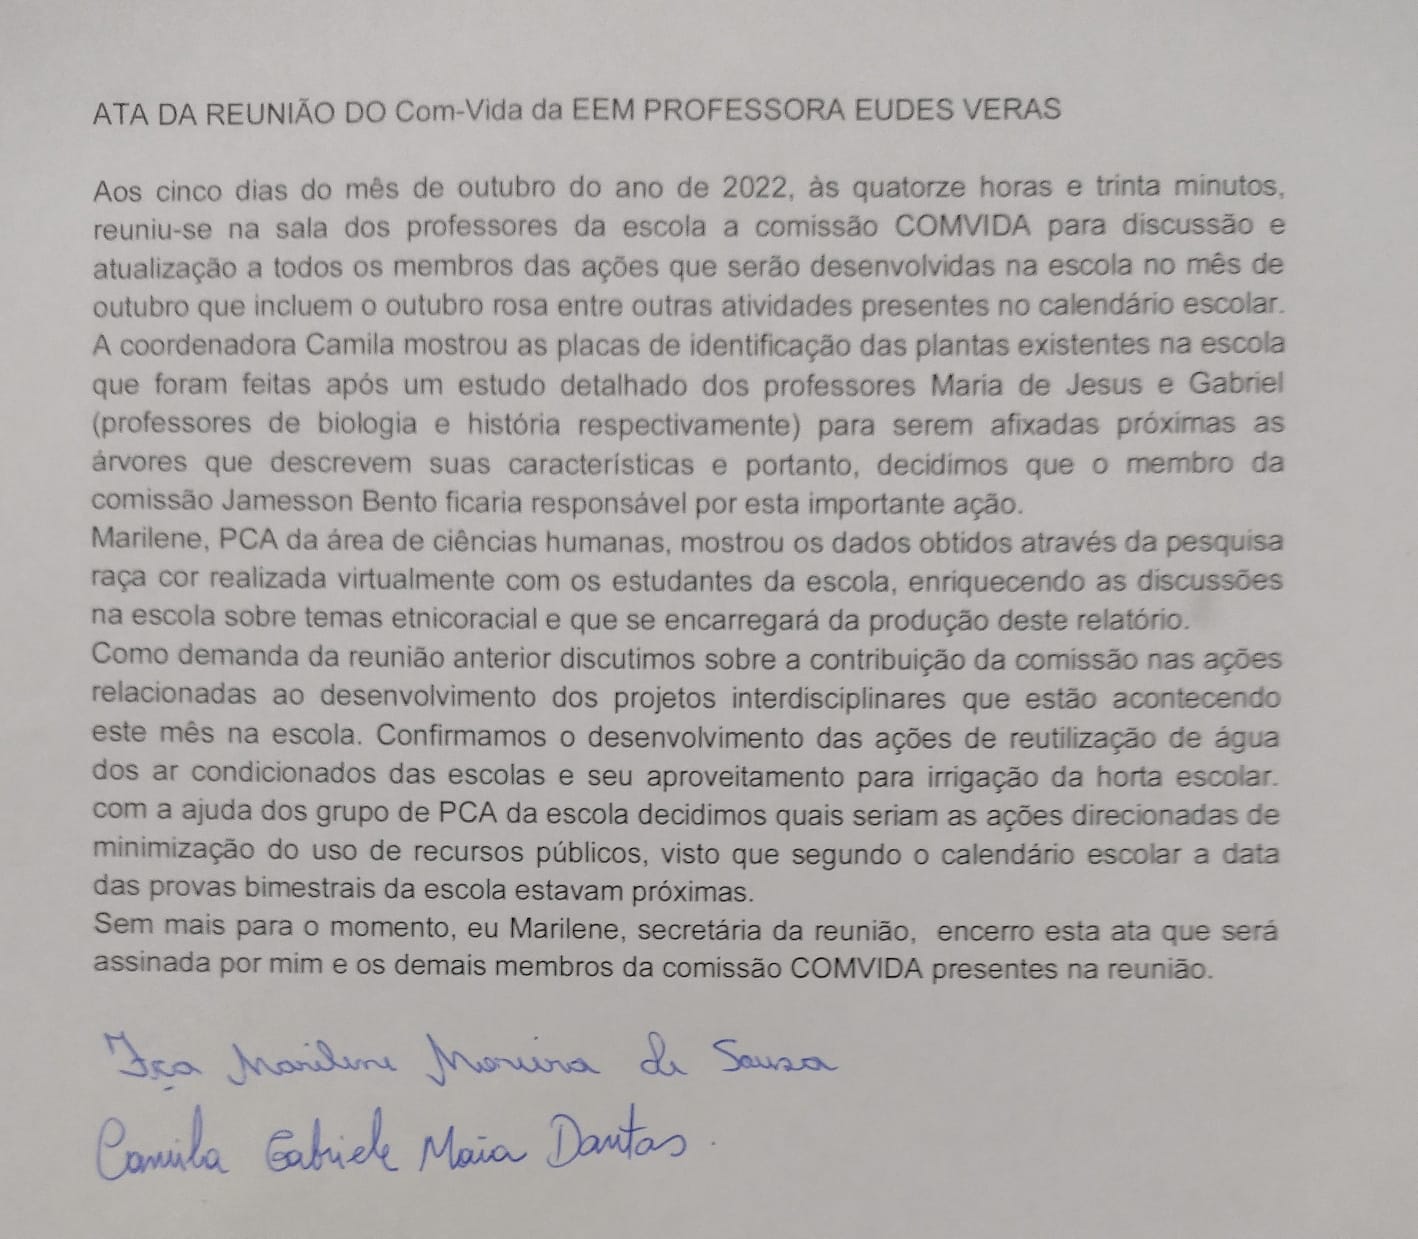 ATA DA REUNIÃO DO Com-Vida da EEM PROFESSORA EUDES VERAS
Aos cinco dias do mês de outubro do ano de 2022, às quatorze horas e trinta minutos,
reuniu-se na sala dos professores da escola a comissão COMVIDA para discussão e
atualização a todos os membros das ações que serão desenvolvidas na escola no mês de
outubro que incluem o outubro rosa entre outras atividades presentes no calendário escolar.
A coordenadora Camila mostrou as placas de identificação das plantas existentes na escola
que foram feitas após um estudo detalhado dos professores Maria de Jesus e Gabriel
(professores de biologia e história respectivamente) para serem afixadas próximas as
árvores que descrevem suas características e portanto, decidimos que o membro da
comissão Jamesson Bento ficaria responsável por esta importante ação.
Marilene, PCA da área de ciências humanas, mostrou os dados obtidos através da pesquisa
raça cor realizada virtualmente com os estudantes da escola, enriquecendo as discussões
na escola sobre temas etnicoracial e que se encarregará da produção deste relatório.
Como demanda da reunião anterior discutimos sobre a contribuição da comissão nas ações
relacionadas ao desenvolvimento dos projetos interdisciplinares que estão acontecendo
este mês na escola. Confirmamos o desenvolvimento das ações de reutilização de água
dos ar condicionados das escolas e seu aproveitamento para irrigação da horta escolar.
com a ajuda dos grupo de PCA da escola decidimos quais seriam as ações direcionadas de
minimização do uso de recursos públicos, visto que segundo o calendário escolar a data
das provas bimestrais da escola estavam próximas.
Sem mais para o momento, eu Marilene, secretária da reunião, encerro esta ata que será
assinada por mim e os demais membros da comissão COMVIDA presentes na reunião.
Marilene Moreira de Sousa
Camila Gabriele Maia Dantas.